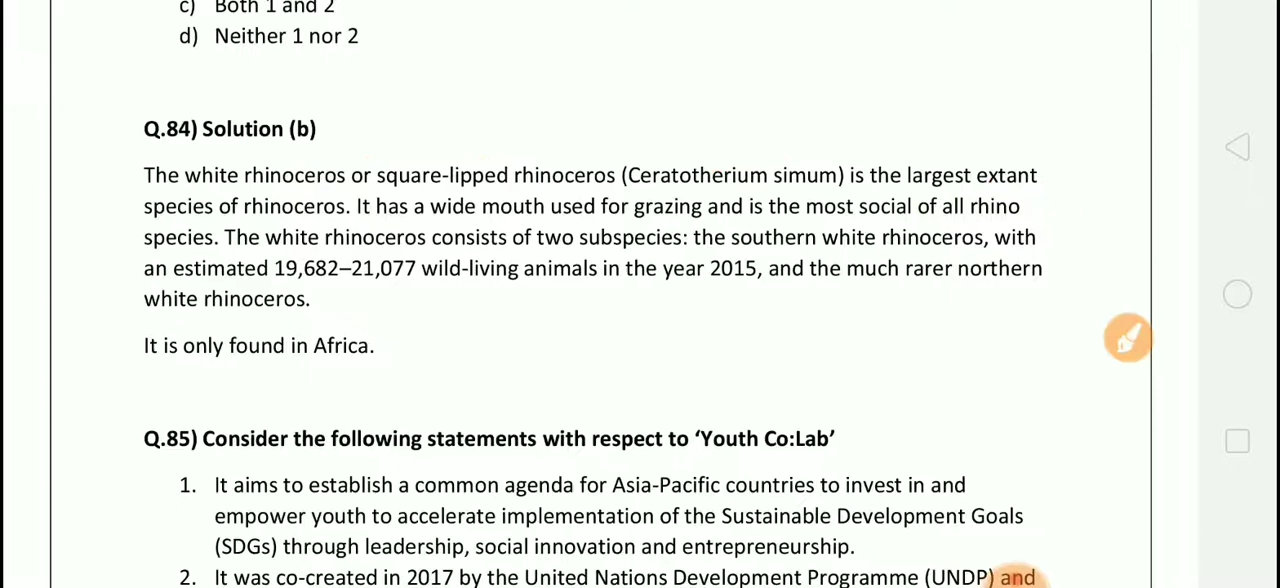 c) Both 1 and 2
d) Neither 1 nor 2
Q.84) Solution (b)
The white rhinoceros or square-lipped rhinoceros (Ceratotherium simum) is the largest extant
species of rhinoceros. It has a wide mouth used for grazing and is the most social of all rhino
species. The white rhinoceros consists of two subspecies: the southern white rhinoceros, with
an estimated 19,682–21,077 wild-living animals in the year 2015, and the much rarer northern
white rhinoceros.
It is only found in Africa.
Q.85) Consider the following statements with respect to ‘Youth Co:Lab’
1. It aims to establish a common agenda for Asia-Pacific countries to invest in and
empower youth to accelerate implementation of the Sustainable Development Goals
(SDGs) through leadership, social innovation and entrepreneurship.
2. It was co-created in 2017 by the United Nations Development Programme (UNDP) and